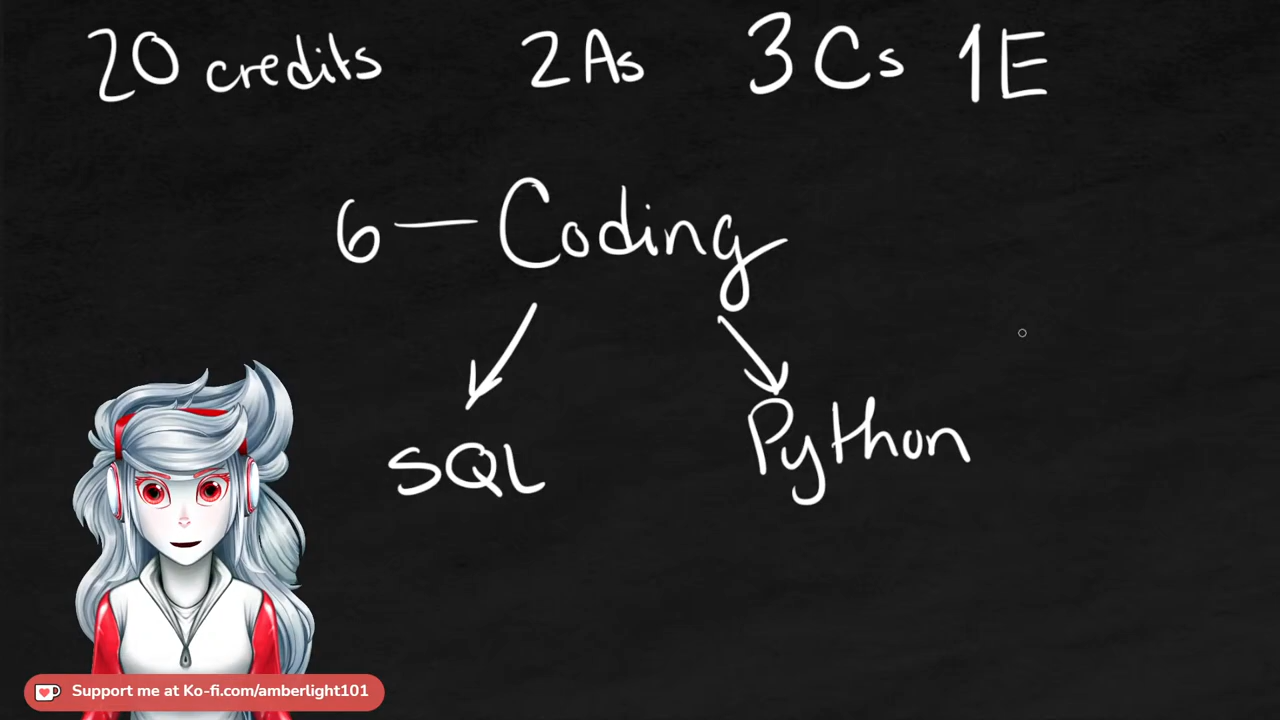 20 credits 2As 3Cs 1E
6 — Coding
SQL Python
Support me at Ko-fi.com/amberlight101